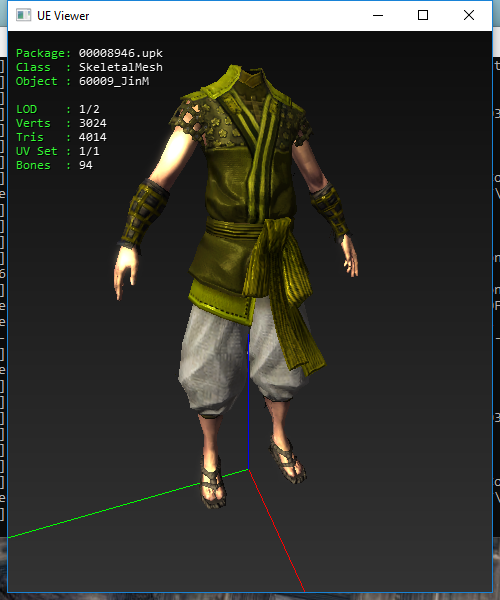 UE Viewer
Package: 00008946.upk
Class : SkeletalMesh
Object : 60009_JinM
LOD : 1/2
Verts : 3024
Tris : 4014
UV Set : 1/1
Bones : 94